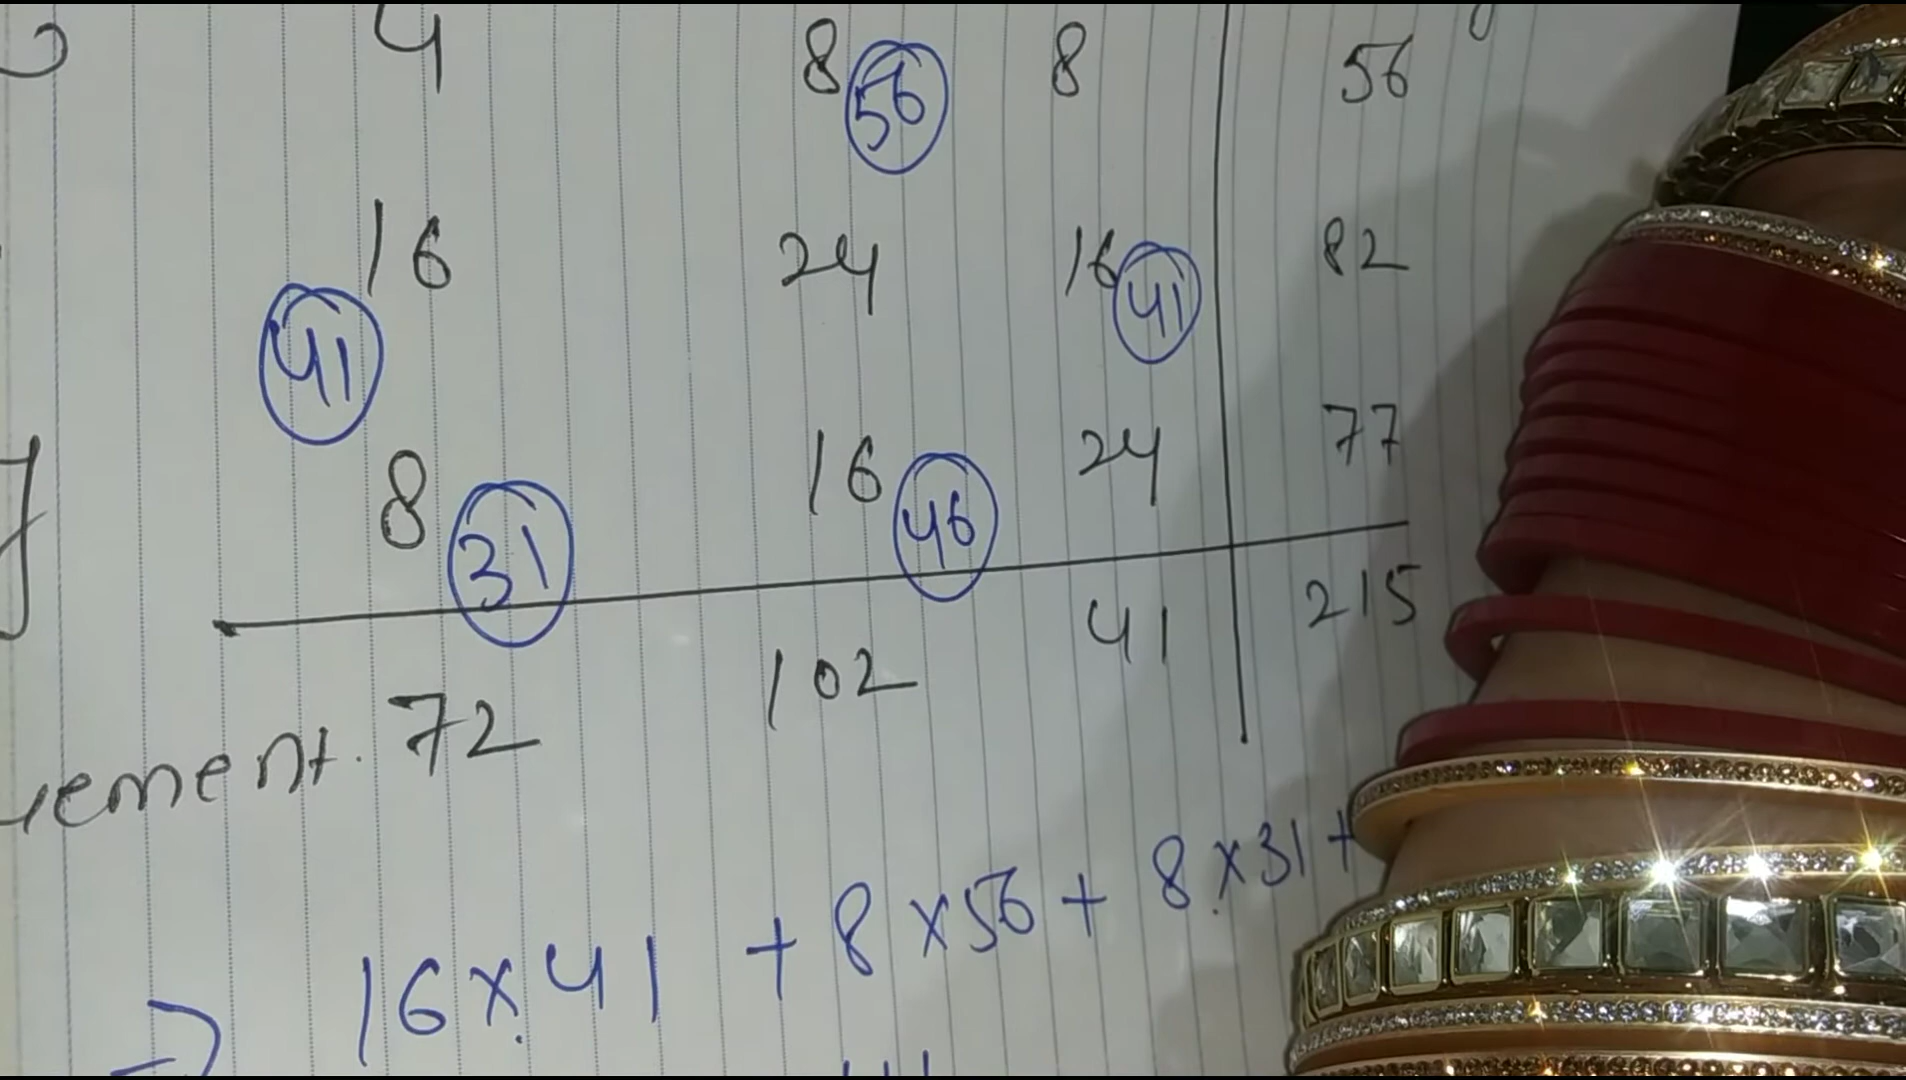 4 8 56 8 56
16 24 16 41 82
41
8 31 16 46 24 77
72 102 41 215
ement.
16 x 41 + 8 x 56 + 8 x 31 +